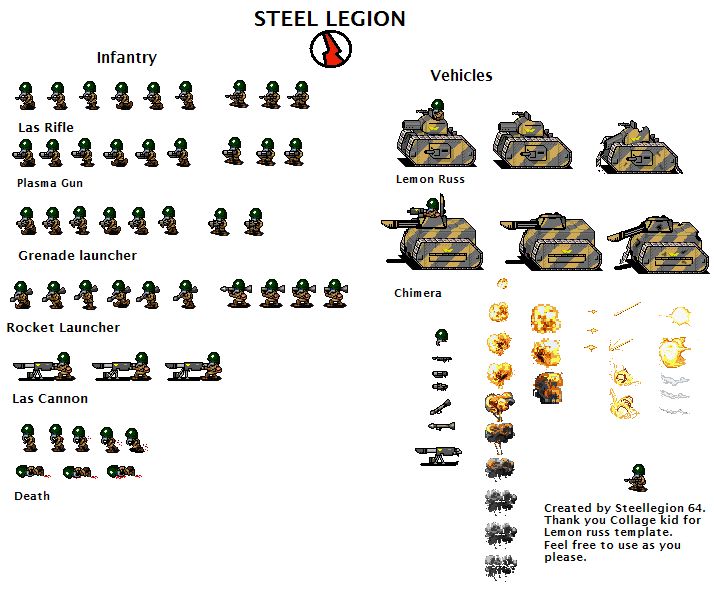 STEEL LEGION
Infantry
Las Rifle
Plasma Gun
Grenade launcher
Rocket Launcher
Las Cannon
Death
Vehicles
Lemon Russ
Chimera
Created by Steellegion 64.
Thank you Collage kid for
Lemon russ template.
Feel free to use as you
please.